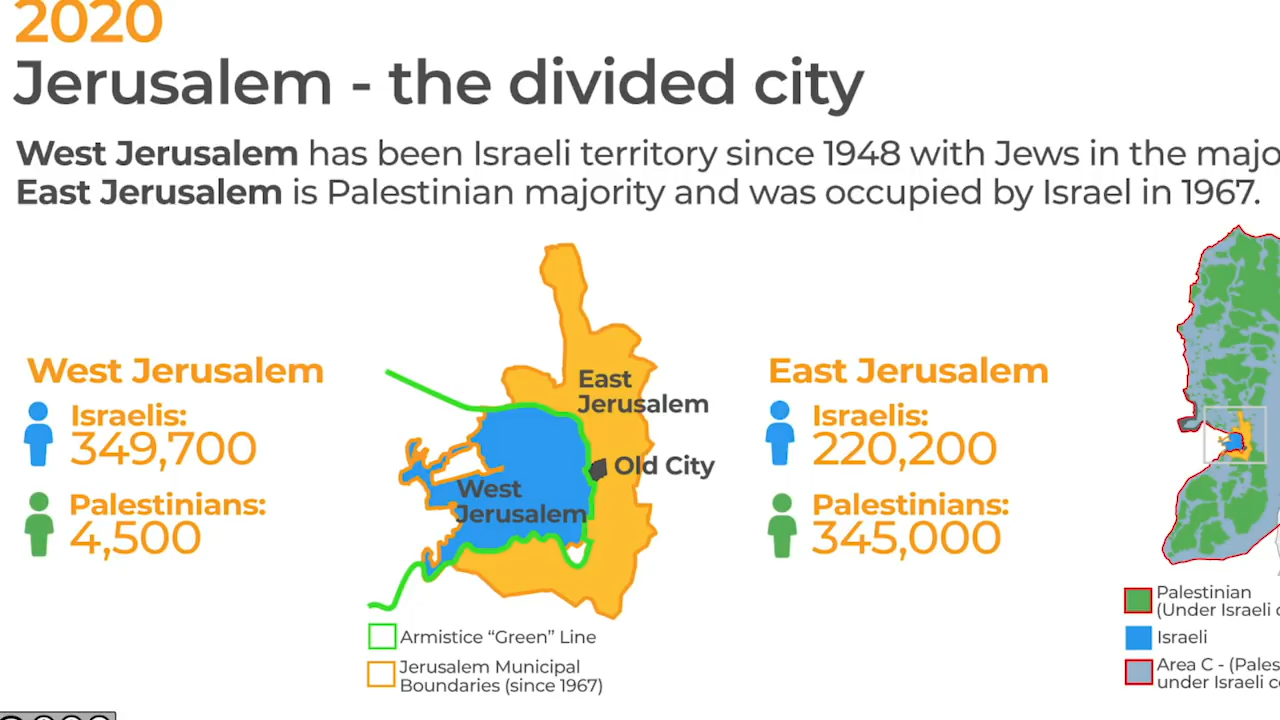 2020
Jerusalem - the divided city
West Jerusalem has been Israeli territory since 1948 with Jews in the majo
East Jerusalem is Palestinian majority and was occupied by Israel in 1967.
West Jerusalem
Israelis:
349,700
Palestinians:
4,500
East
Jerusalem
Old City
West
Jerusalem
Armistice “Green” Line
Jerusalem Municipal
Boundaries (since 1967)
East Jerusalem
Israelis:
220,200
Palestinians:
345,000
Palestinian
(Under Israeli c
Israeli
Area C - (Pales
under Israeli co